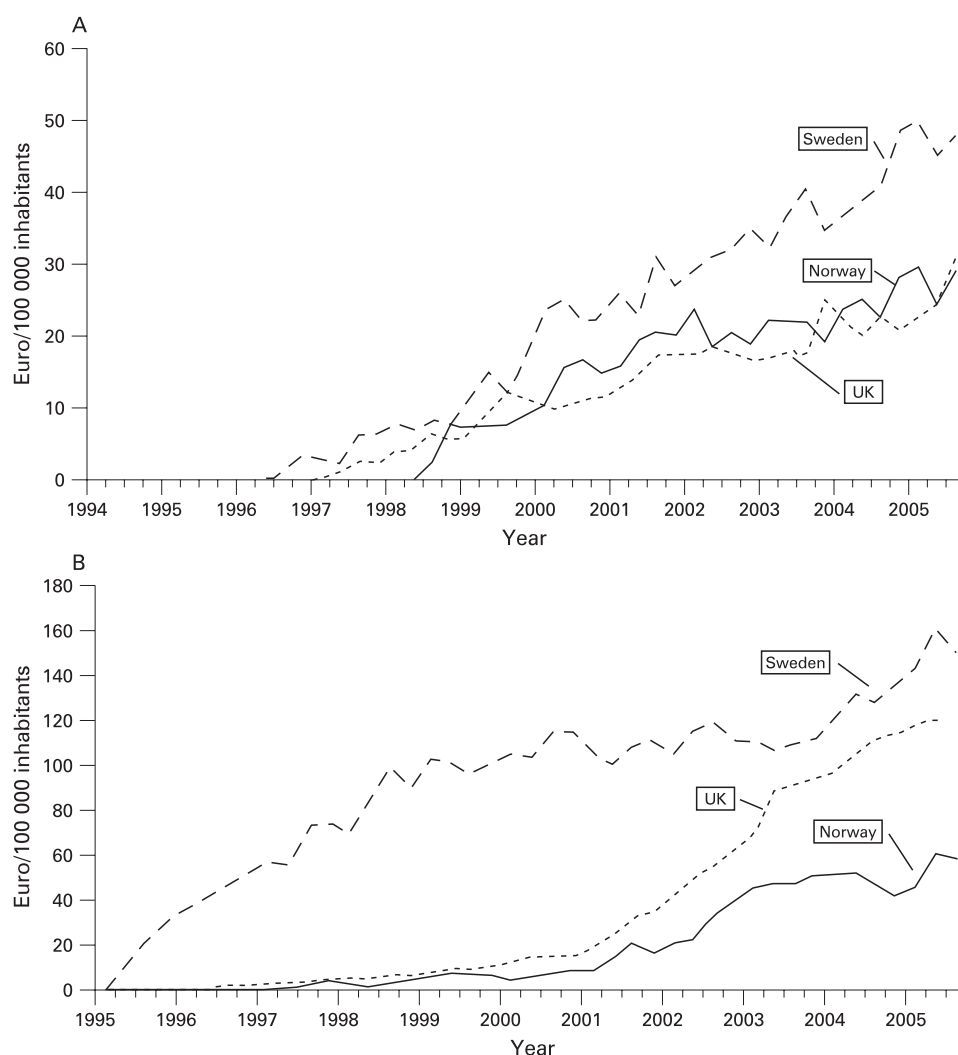 A
60
50
40
30
20
10
0
Euro/100 000 inhabitants
Sweden
Norway
UK
1994 1995 1996 1997 1998 1999 2000 2001 2002 2003 2004 2005
Year
B
180
160
140
120
100
80
60
40
20
0
Euro/100 000 inhabitants
Sweden
UK
Norway
1995 1996 1997 1998 1999 2000 2001 2002 2003 2004 2005
Year